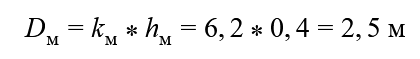 Dм = kм * hм = 6, 2 * 0, 4 = 2, 5 м